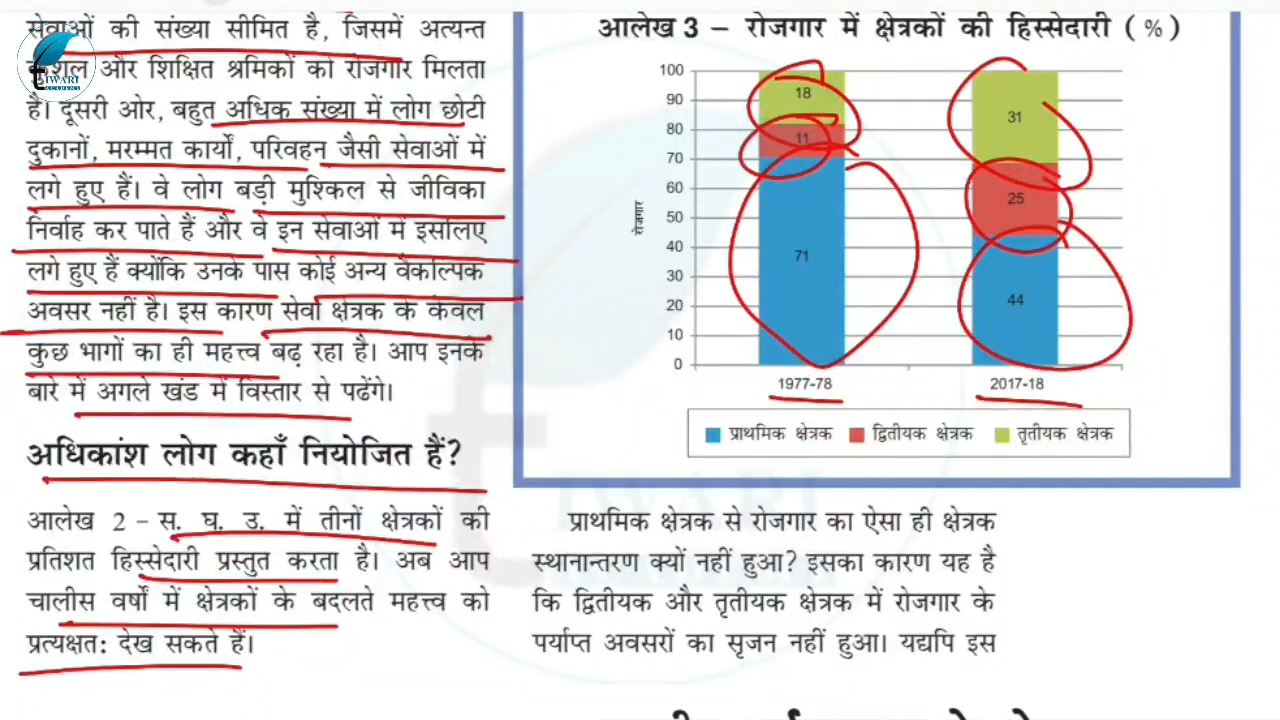 सेवाओं की संख्या सीमित है, जिसमें अत्यन्त
कुशल और शिक्षित श्रमिकों को रोजगार मिलता
है। दूसरी ओर, बहुत अधिक संख्या में लोग छोटी
दुकानों, मरम्मत कार्यों, परिवहन जैसी सेवाओं में
लगे हुए हैं। वे लोग बड़ी मुश्किल से जीविका
निर्वाह कर पाते हैं और वे इन सेवाओं में इसलिए
लगे हुए हैं क्योंकि उनके पास कोई अन्य वैकल्पिक
अवसर नहीं है। इस कारण सेवा क्षेत्रक के केवल
कुछ भागों का ही महत्त्व बढ़ रहा है। आप इनके
बारे में अगले खंड में विस्तार से पढेंगे।
अधिकांश लोग कहाँ नियोजित हैं?
आलेख 2 – स. घ. उ. में तीनों क्षेत्रकों की
प्रतिशत हिस्सेदारी प्रस्तुत करता है। अब आप
चालीस वर्षों में क्षेत्रकों के बदलते महत्त्व को
प्रत्यक्षतः देख सकते हैं।
आलेख 3 – रोजगार में क्षेत्रकों की हिस्सेदारी ( % )
100
90
80
70
60
50
40
30
20
10
0
रोजगार
18
11
71
31
25
44
1977-78
2017-18
प्राथमिक क्षेत्रक
द्वितीयक क्षेत्रक
तृतीयक क्षेत्रक
प्राथमिक क्षेत्रक से रोजगार का ऐसा ही क्षेत्रक
स्थानान्तरण क्यों नहीं हुआ? इसका कारण यह है
कि द्वितीयक और तृतीयक क्षेत्रक में रोजगार के
पर्याप्त अवसरों का सृजन नहीं हुआ। यद्यपि इस
TIWARI
ACADEMY
IWARI